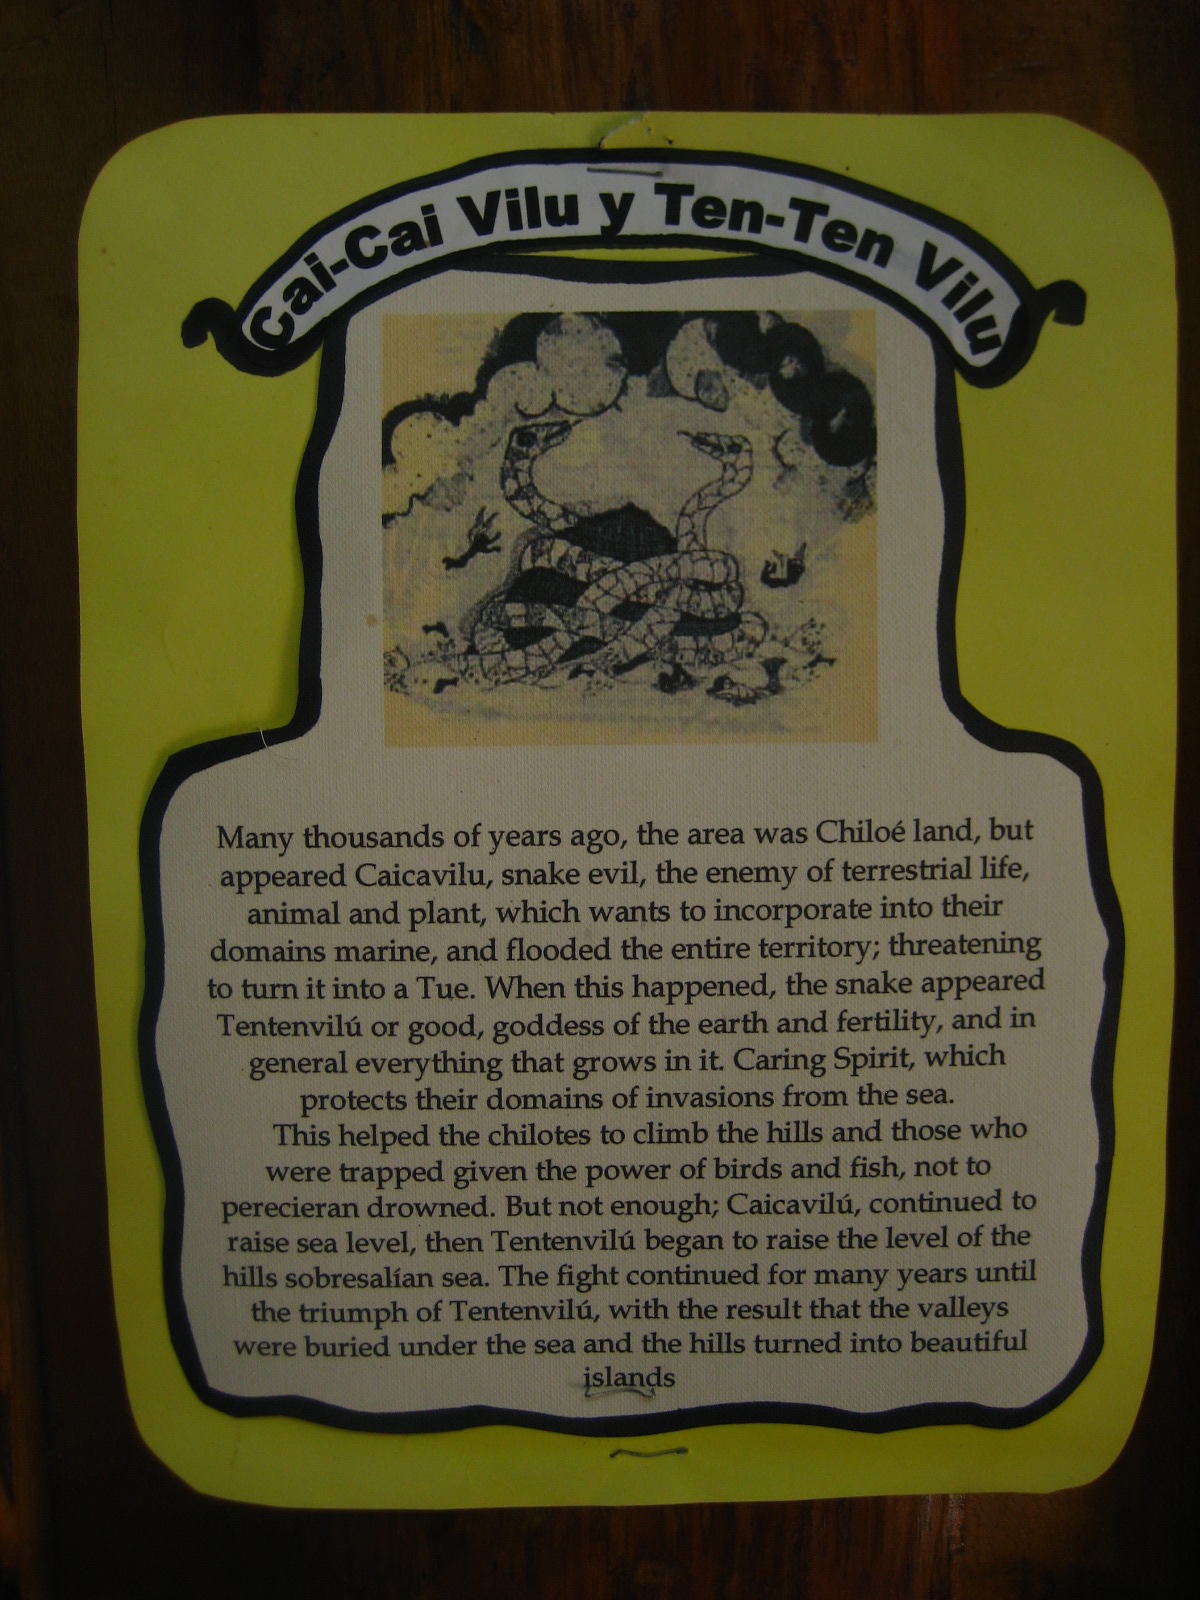 Cai-Cai Vilu y Ten-Ten Vilu
Many thousands of years ago, the area was Chiloé land, but
appeared Caicavilu, snake evil, the enemy of terrestrial life,
animal and plant, which wants to incorporate into their
domains marine, and flooded the entire territory; threatening
to turn it into a Tue. When this happened, the snake appeared
Tentenvilú or good, goddess of the earth and fertility, and in
general everything that grows in it. Caring Spirit, which
protects their domains of invasions from the sea.
This helped the chilotes to climb the hills and those who
were trapped given the power of birds and fish, not to
perecieran drowned. But not enough; Caicavilú, continued to
raise sea level, then Tentenvilú began to raise the level of the
hills sobresalían sea. The fight continued for many years until
the triumph of Tentenvilú, with the result that the valleys
were buried under the sea and the hills turned into beautiful
islands